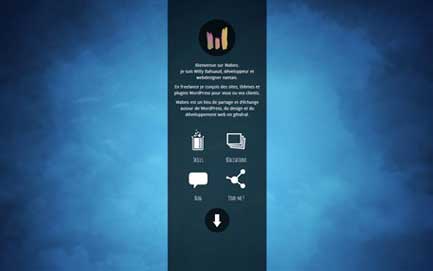 Bienvenue sur Wabeo.
Je suis Willy Bahuaud, développeur et
webdesigner nantais.
En freelance je conçois des sites, thèmes et
plugins WordPress pour vous ou vos clients.
Wabeo est un lieu de partage et d'échange
autour de WordPress, du design et du
développement web en général.
Skills
Réalisations
Blog